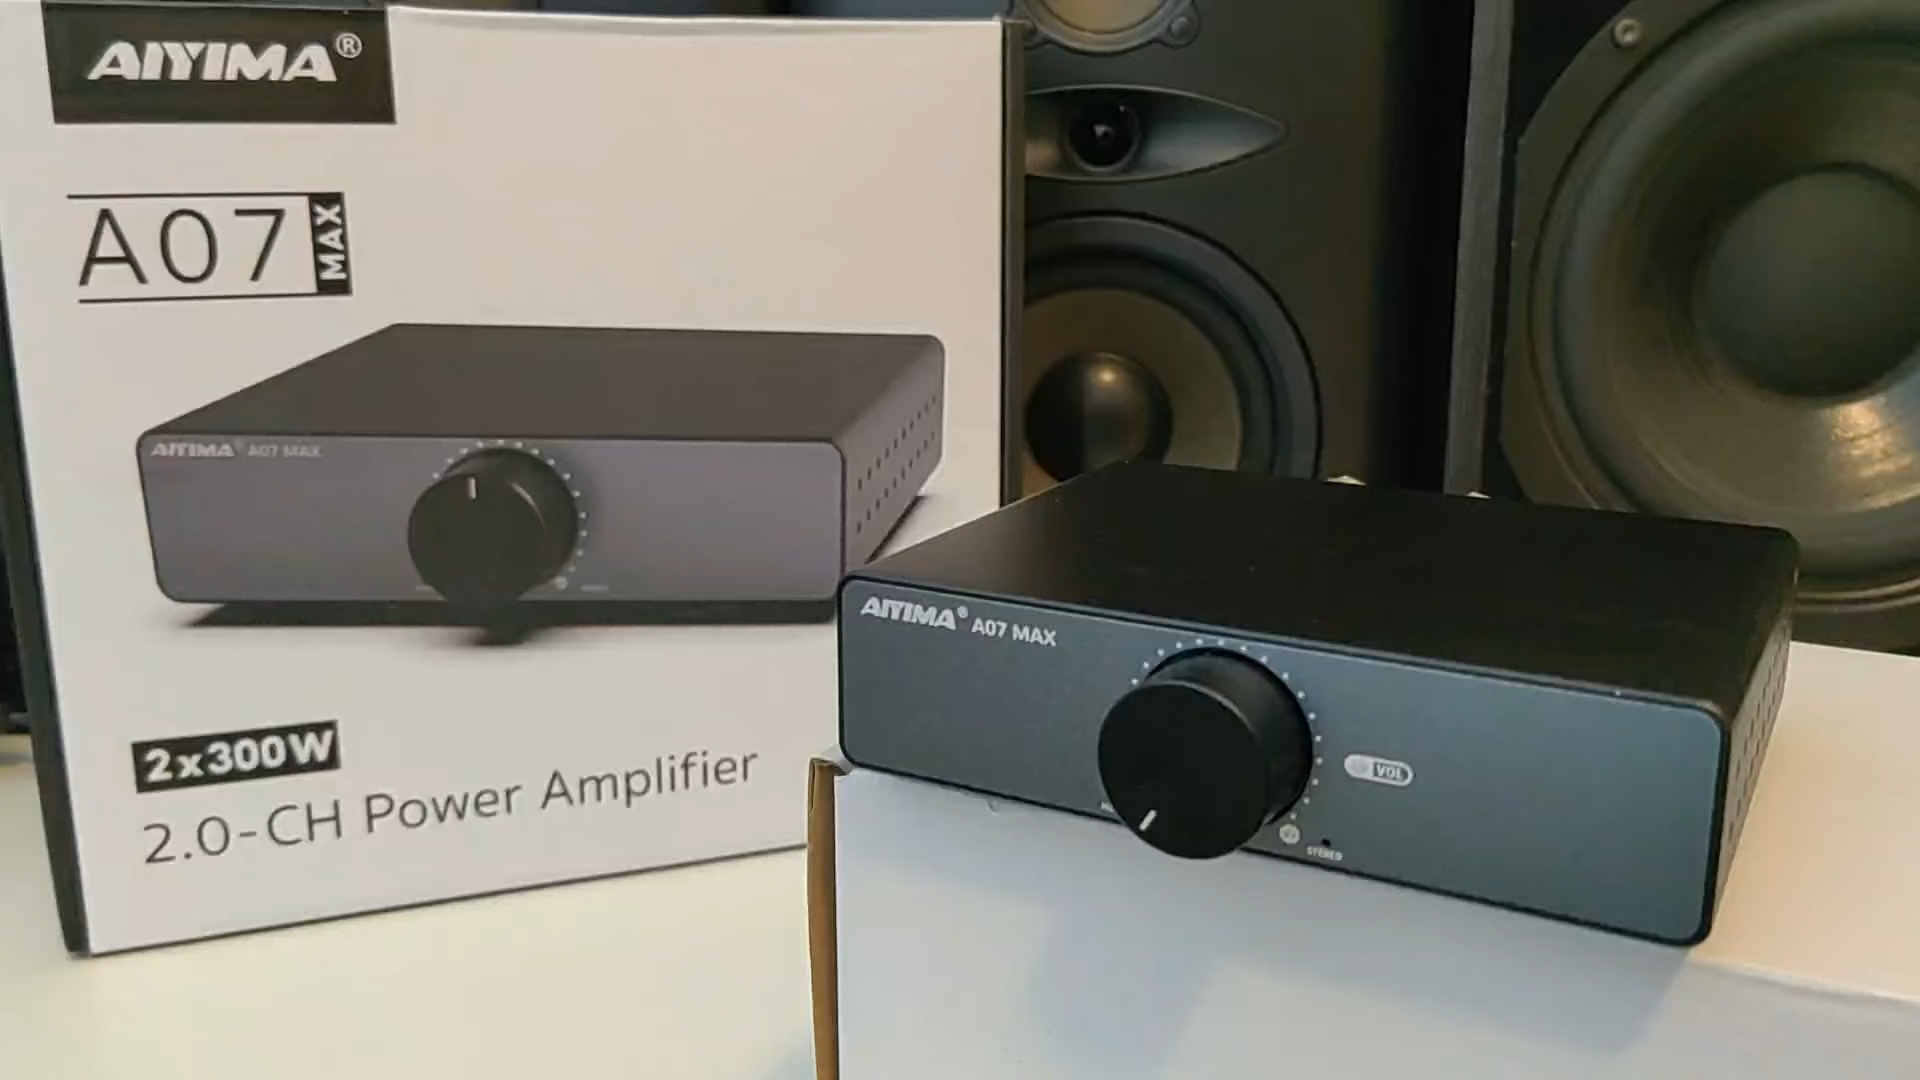 AIYIMA®
A07 MAX
AIYIMA® A07 MAX
2x300W
2.0-CH Power Amplifier
AIYIMA® A07 MAX
VOL
STEREO